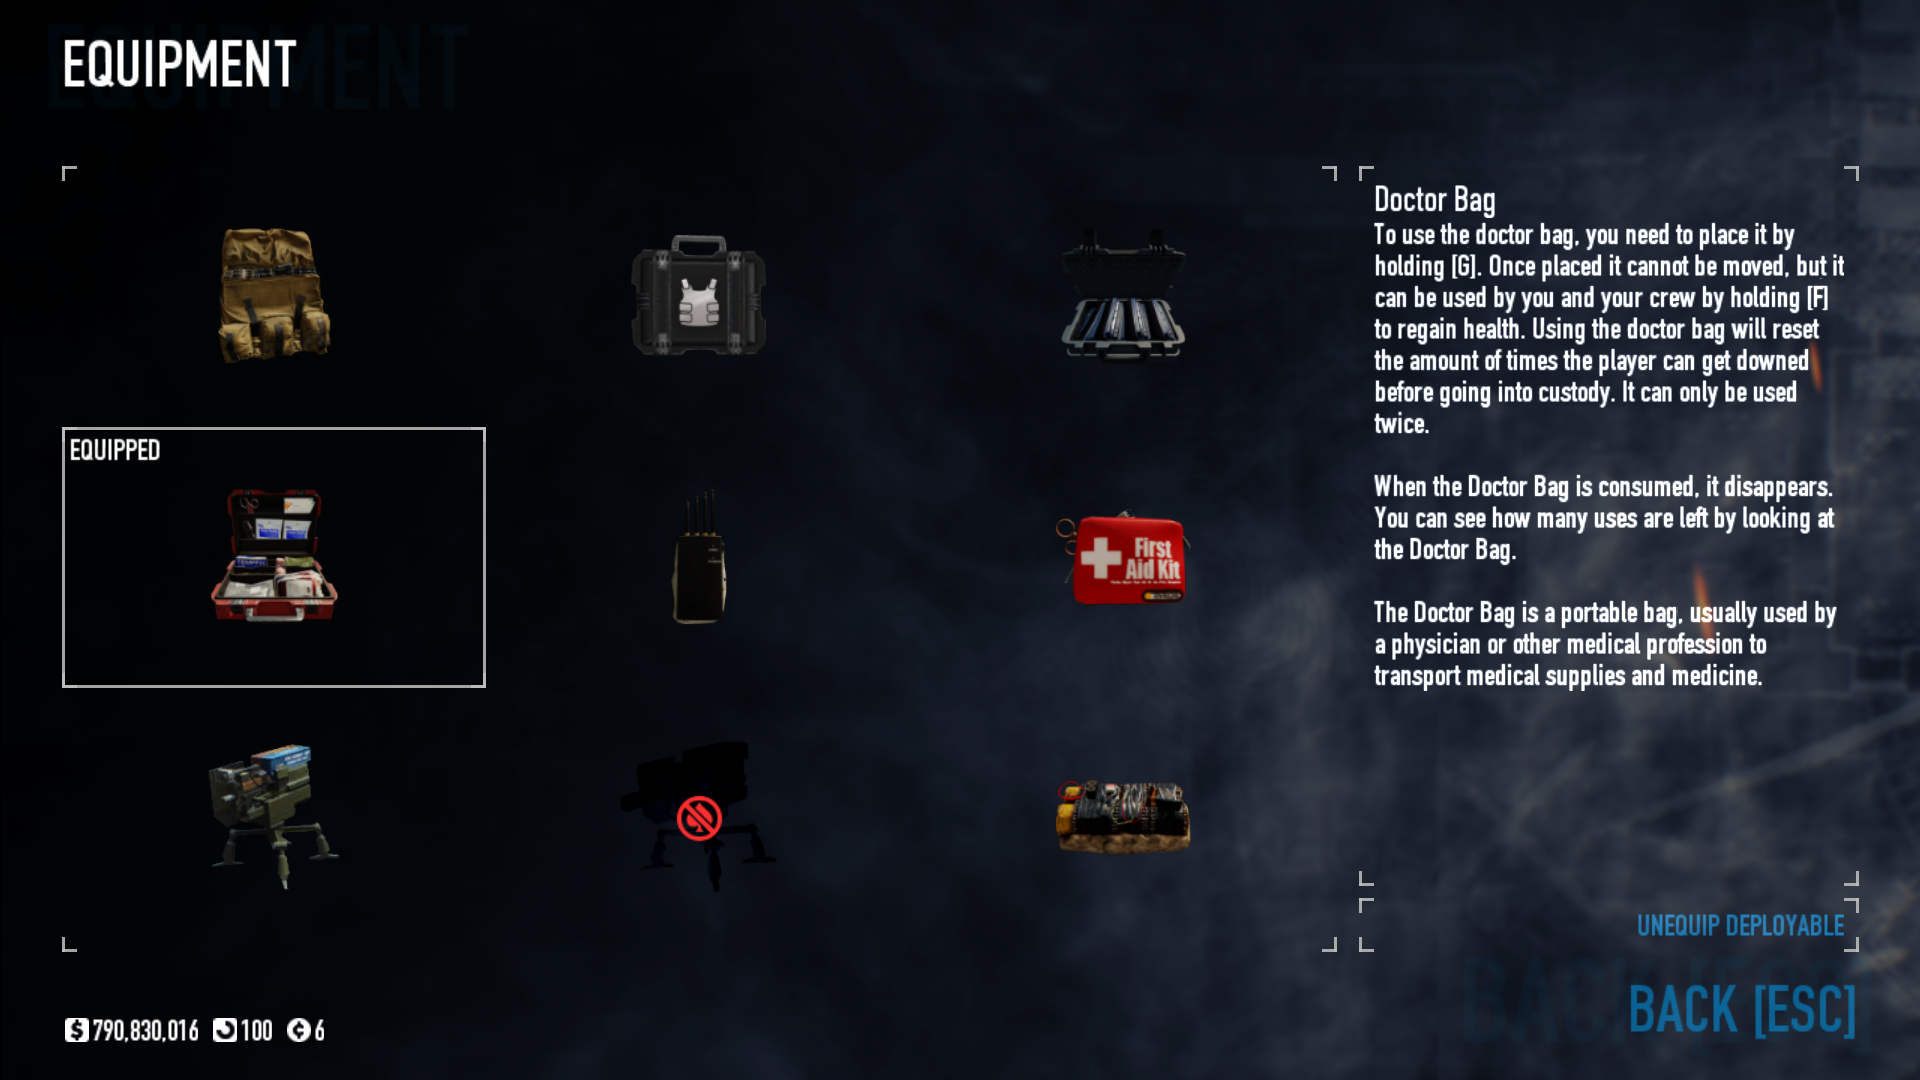 EQUIPMENT
EQUIPPED
First
Aid Kit
Doctor Bag
To use the doctor bag, you need to place it by
holding [G]. Once placed it cannot be moved, but it
can be used by you and your crew by holding [F]
to regain health. Using the doctor bag will reset
the amount of times the player can get downed
before going into custody. It can only be used
twice.
When the Doctor Bag is consumed, it disappears.
You can see how many uses are left by looking at
the Doctor Bag.
The Doctor Bag is a portable bag, usually used by
a physician or other medical profession to
transport medical supplies and medicine.
UNEQUIP DEPLOYABLE
BACK [ESC]
$ 790,830,016 100 6